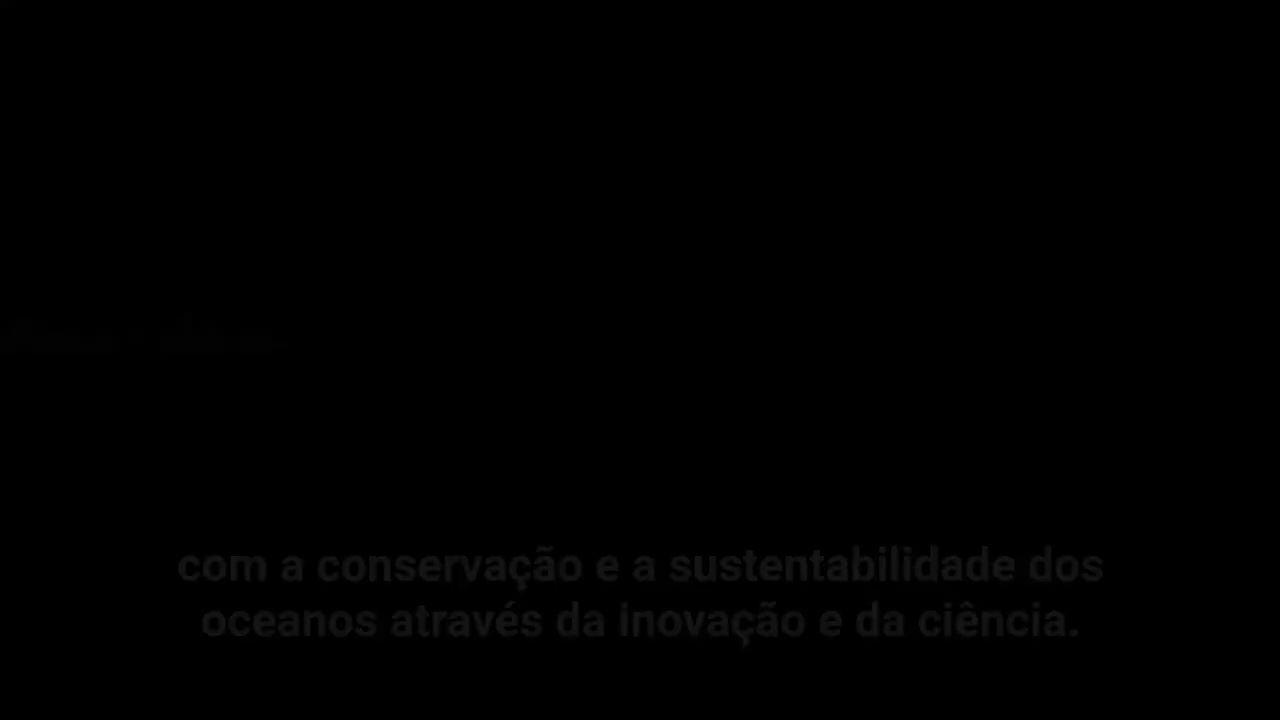 com a conservação e a sustentabilidade dos
oceanos através da inovação e da ciência.